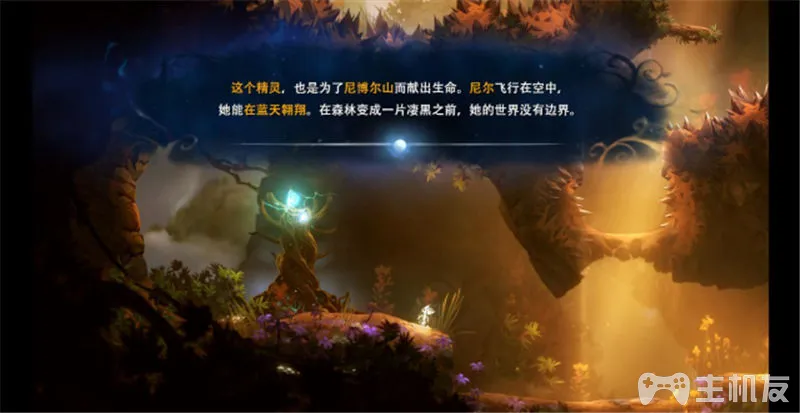 这个精灵，也是为了尼博尔山而献出生命。尼尔飞行在空中，
她能在蓝天翱翔。在森林变成一片凄黑之前，她的世界没有边界。
主机友